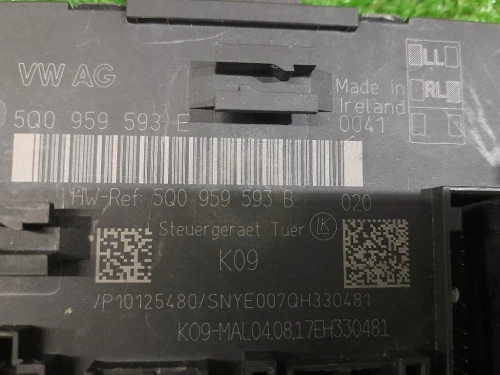 VW AG
LL
RL
Made in
Ireland
5Q0 959 593 E
0041
HW-Ref: 5Q0 959 593 B 020
Steuergeraet Tuer LK
K09
/P10125480/SNYE007QH330481
K09-MAL04.08.17EH330481